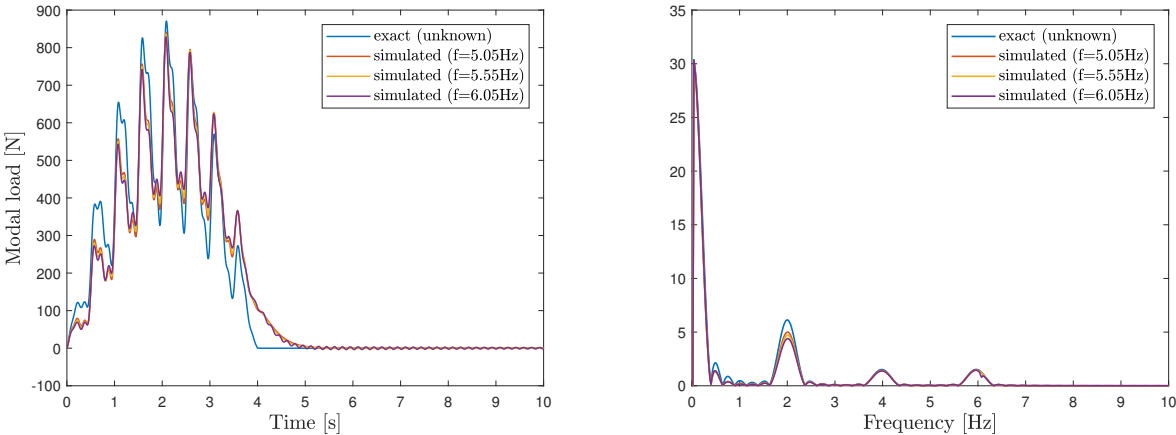 900
800
700
600
500
400
300
200
100
0
-100
Modal load [N]
exact (unknown)
simulated (f=5.05Hz)
simulated (f=5.55Hz)
simulated (f=6.05Hz)
0 1 2 3 4 5 6 7 8 9 10
Time [s]
35
30
25
20
15
10
5
0
exact (unknown)
simulated (f=5.05Hz)
simulated (f=5.55Hz)
simulated (f=6.05Hz)
0 1 2 3 4 5 6 7 8 9 10
Frequency [Hz]